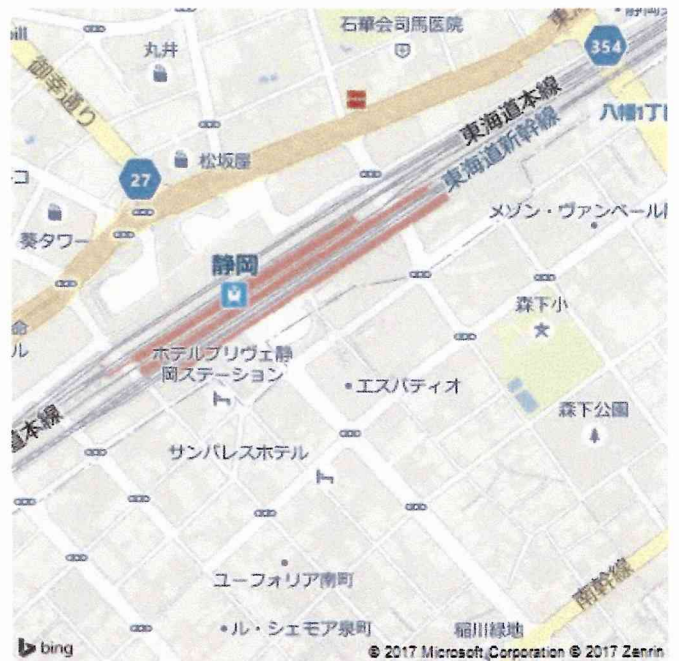 石華会司馬医院
丸井
354
御幸通り
東海道本線
東海道新幹線
松坂屋
27
メゾン・ヴァンベール
葵タワー
静岡
森下小
ホテルプリヴェ静
岡ステーション
エスパティオ
森下公園
道本線
サンパレスホテル
ユーフォリア南町
南幹線
ル・シェモア泉町
稲川緑地
bing
© 2017 Microsoft Corporation © 2017 Zenrin